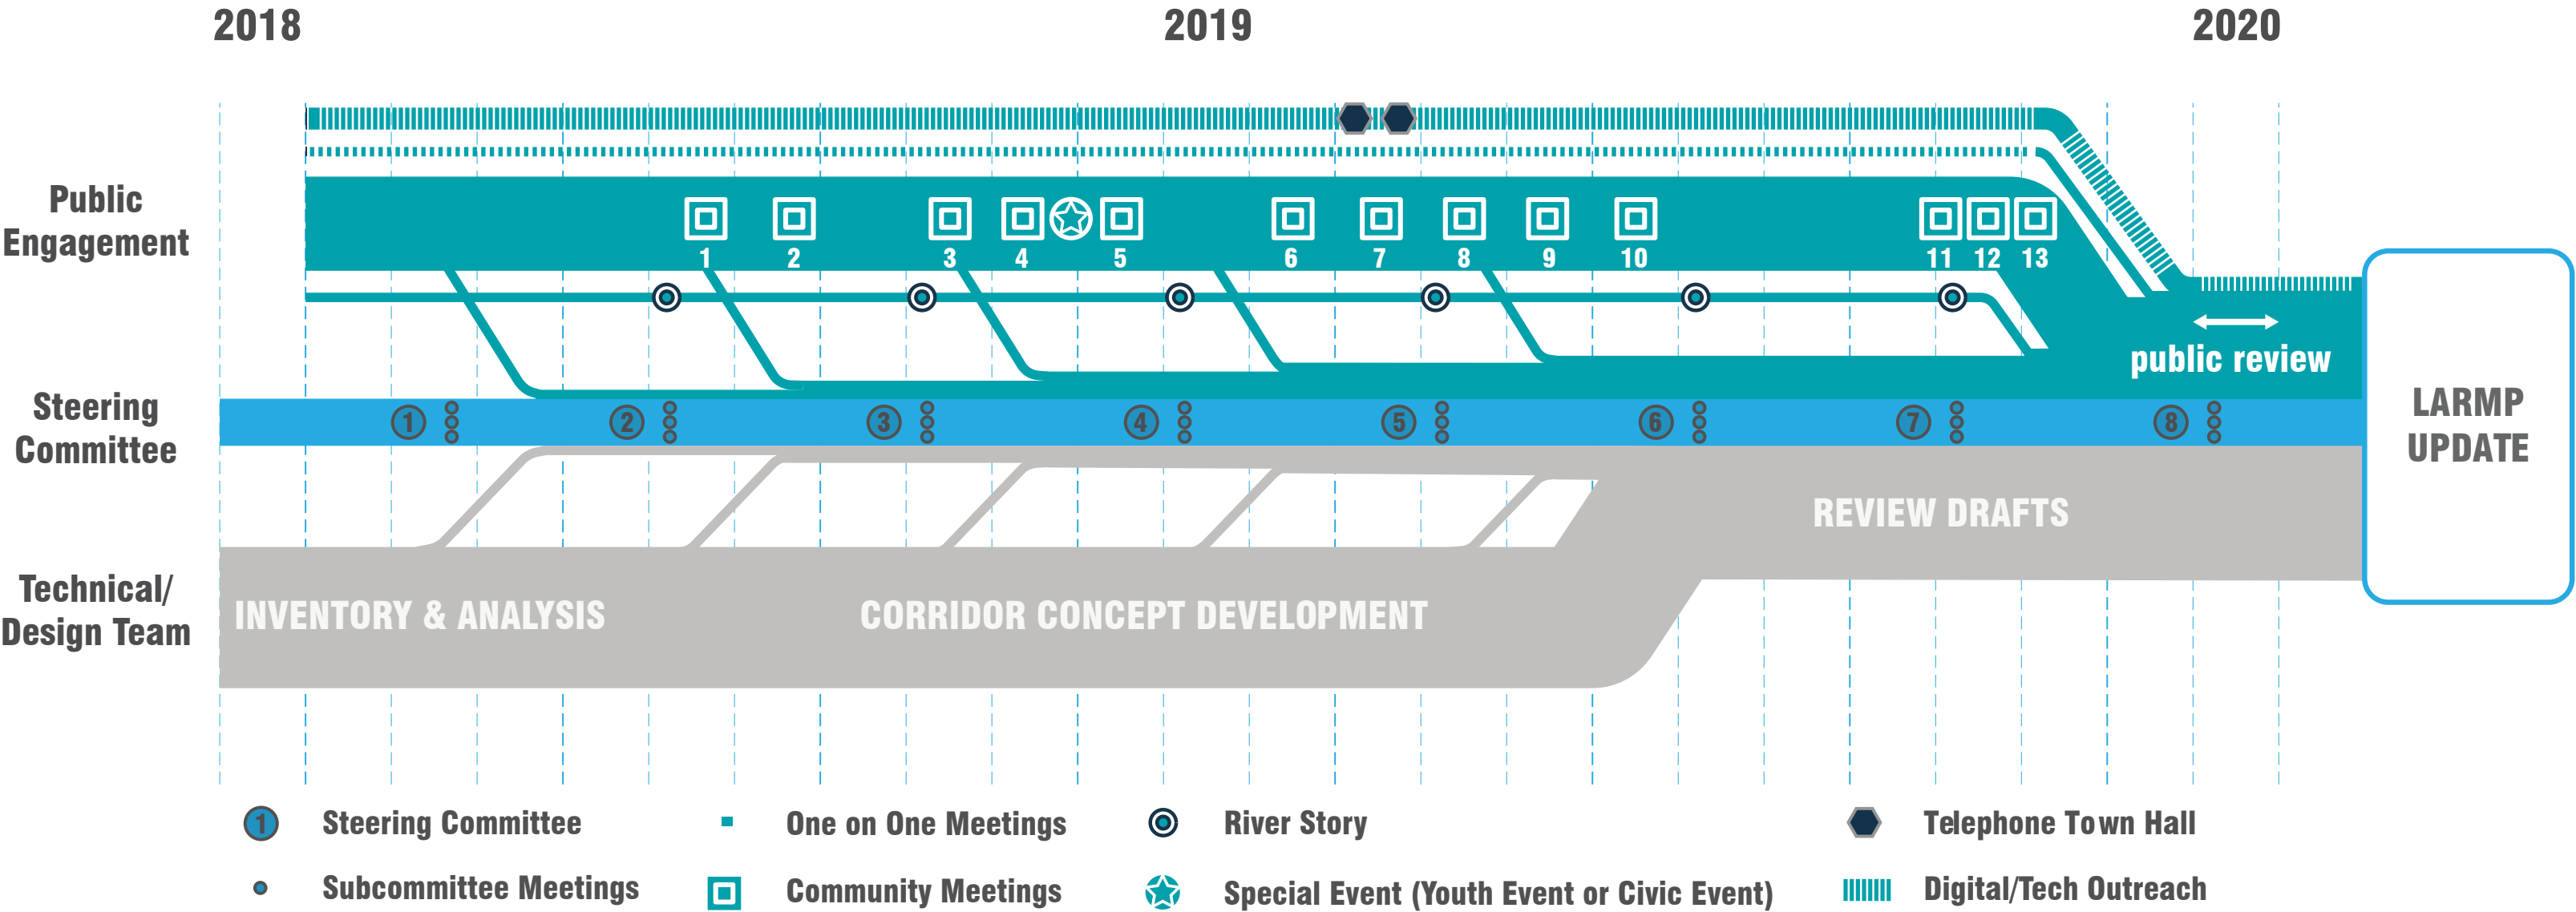 2018 2019 2020
Public
Engagement
1 2 3 4 5 6 7 8 9 10 11 12 13
public review
Steering
Committee
1 2 3 4 5 6 7 8
LARMP
UPDATE
REVIEW DRAFTS
Technical/
Design Team
INVENTORY & ANALYSIS CORRIDOR CONCEPT DEVELOPMENT
1 Steering Committee One on One Meetings River Story Telephone Town Hall
Subcommittee Meetings Community Meetings Special Event (Youth Event or Civic Event) Digital/Tech Outreach